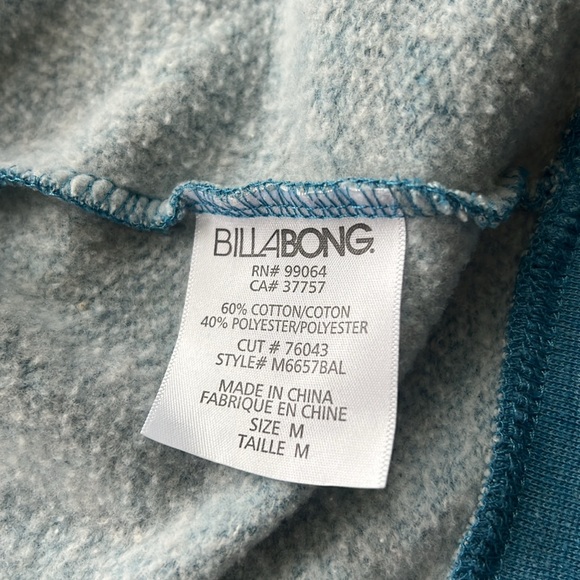 BILLABONG.
RN# 99064
CA# 37757
60% COTTON/COTON
40% POLYESTER/POLYESTER
CUT # 76043
STYLE# M6657BAL
MADE IN CHINA
FABRIQUE EN CHINE
SIZE M
TAILLE M